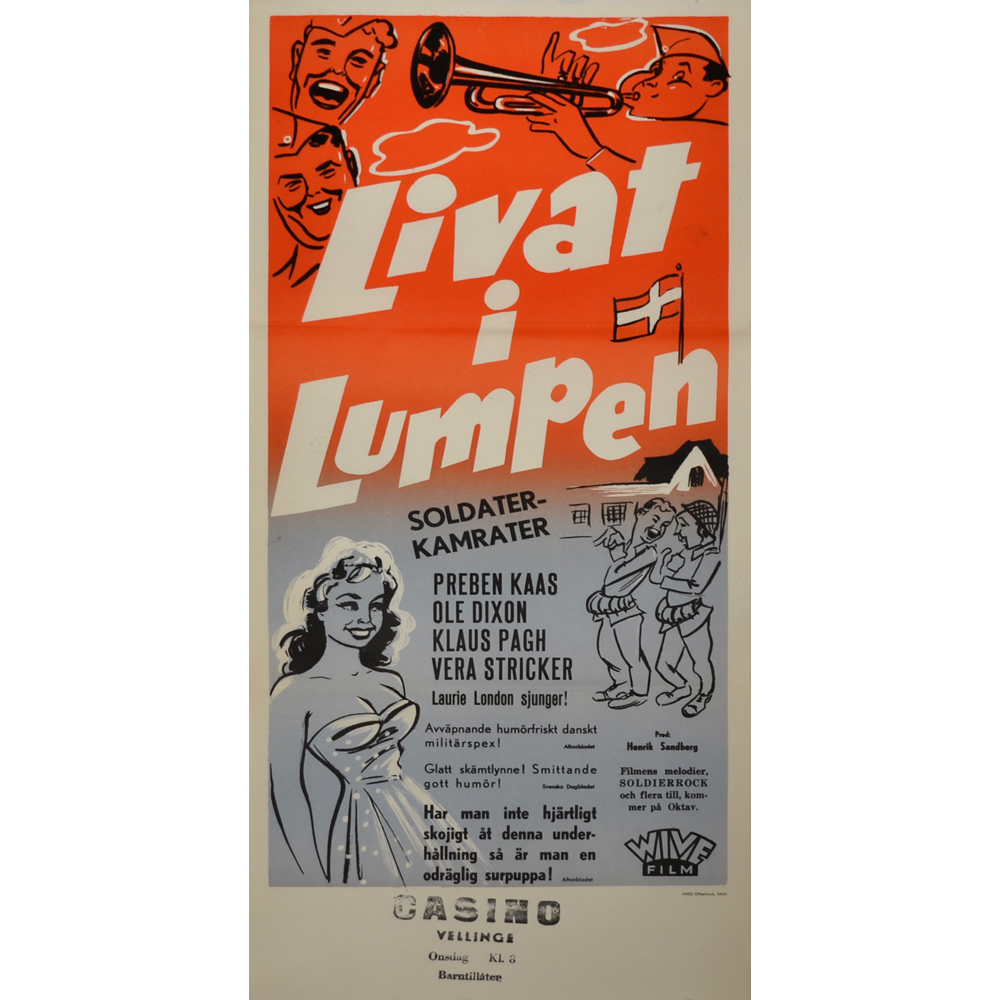 Livat
i
Lumpen
SOLDATER-
KAMRATER
PREBEN KAAS
OLE DIXON
KLAUS PAGH
VERA STRICKER
Laurie London sjunger!
Avväpnande humörfriskt danskt
militärspex!
Aftonbladet
Glatt skämtlynne! Smittande
gott humör!
Svenska Dagbladet
Har man inte hjärtligt
skojigt åt denna under-
hållning så är man en
odräglig surpuppa!
Aftonbladet
Prod:
Henrik Sandberg
Filmens melodier,
SOLDIERROCK
och flera till, kom-
mer på Oktav.
WIVE
FILM
CASINO
VELLINGE
Onsdag Kl. 8
Barntillåten